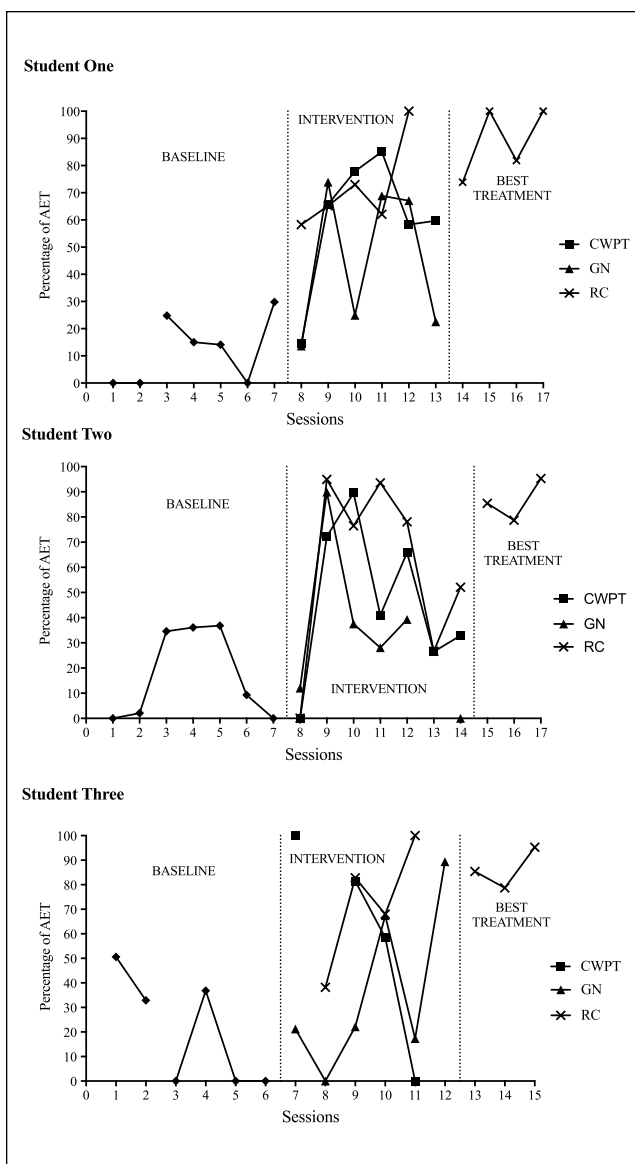 Student One
100
90
80
70
60
50
40
30
20
10
0
Percentage of AET
BASELINE
INTERVENTION
BEST
TREATMENT
CWPT
GN
RC
0 1 2 3 4 5 6 7 8 9 10 11 12 13 14 15 16 17
Sessions
Student Two
100
90
80
70
60
50
40
30
20
10
0
Percentage of AET
BASELINE
BEST
TREATMENT
CWPT
GN
RC
INTERVENTION
0 1 2 3 4 5 6 7 8 9 10 11 12 13 14 15 16 17
Sessions
Student Three
100
90
80
70
60
50
40
30
20
10
0
Percentage of AET
INTERVENTION
BASELINE
BEST
TREATMENT
CWPT
GN
RC
0 1 2 3 4 5 6 7 8 9 10 11 12 13 14 15
Sessions